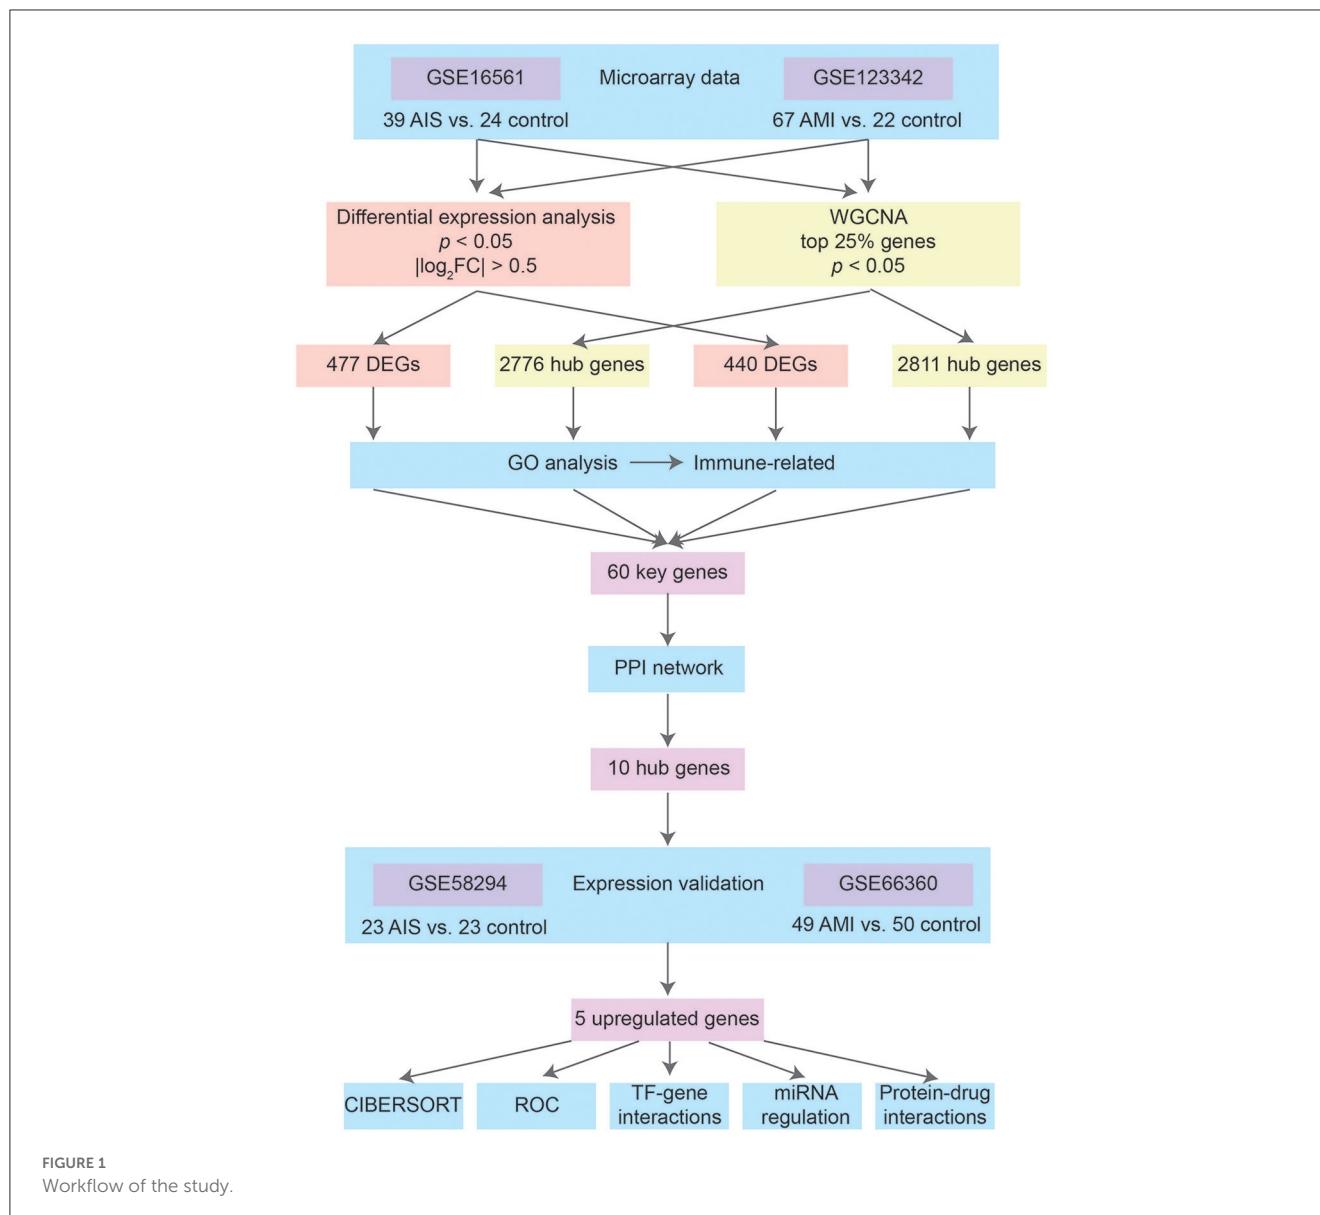 GSE16561 Microarray data GSE123342
39 AIS vs. 24 control 67 AMI vs. 22 control
Differential expression analysis
p < 0.05
|log₂FC| > 0.5
WGCNA
top 25% genes
p < 0.05
477 DEGs 2776 hub genes 440 DEGs 2811 hub genes
GO analysis Immune-related
60 key genes
PPI network
10 hub genes
GSE58294 Expression validation GSE66360
23 AIS vs. 23 control 49 AMI vs. 50 control
5 upregulated genes
CIBERSORT
ROC
TF-gene
interactions
miRNA
regulation
Protein-drug
interactions
FIGURE 1
Workflow of the study.